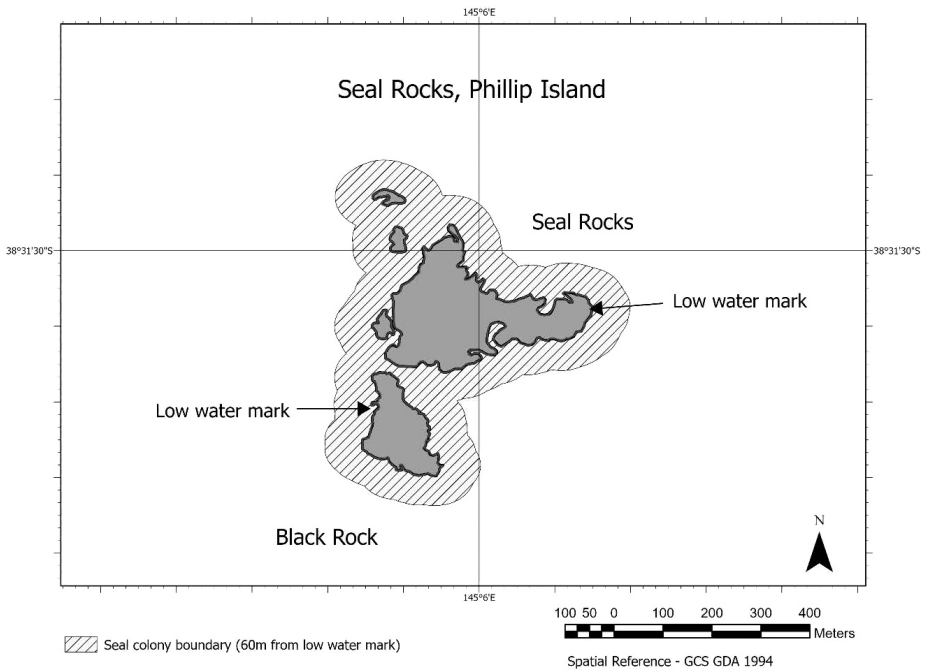 145°6'E
Seal Rocks, Phillip Island
Seal Rocks
38°31'30"S
38°31'30"S
Low water mark
Low water mark
Black Rock
N
145°6'E
100 50 0 100 200 300 400
Meters
Seal colony boundary (60m from low water mark)
Spatial Reference - GCS GDA 1994